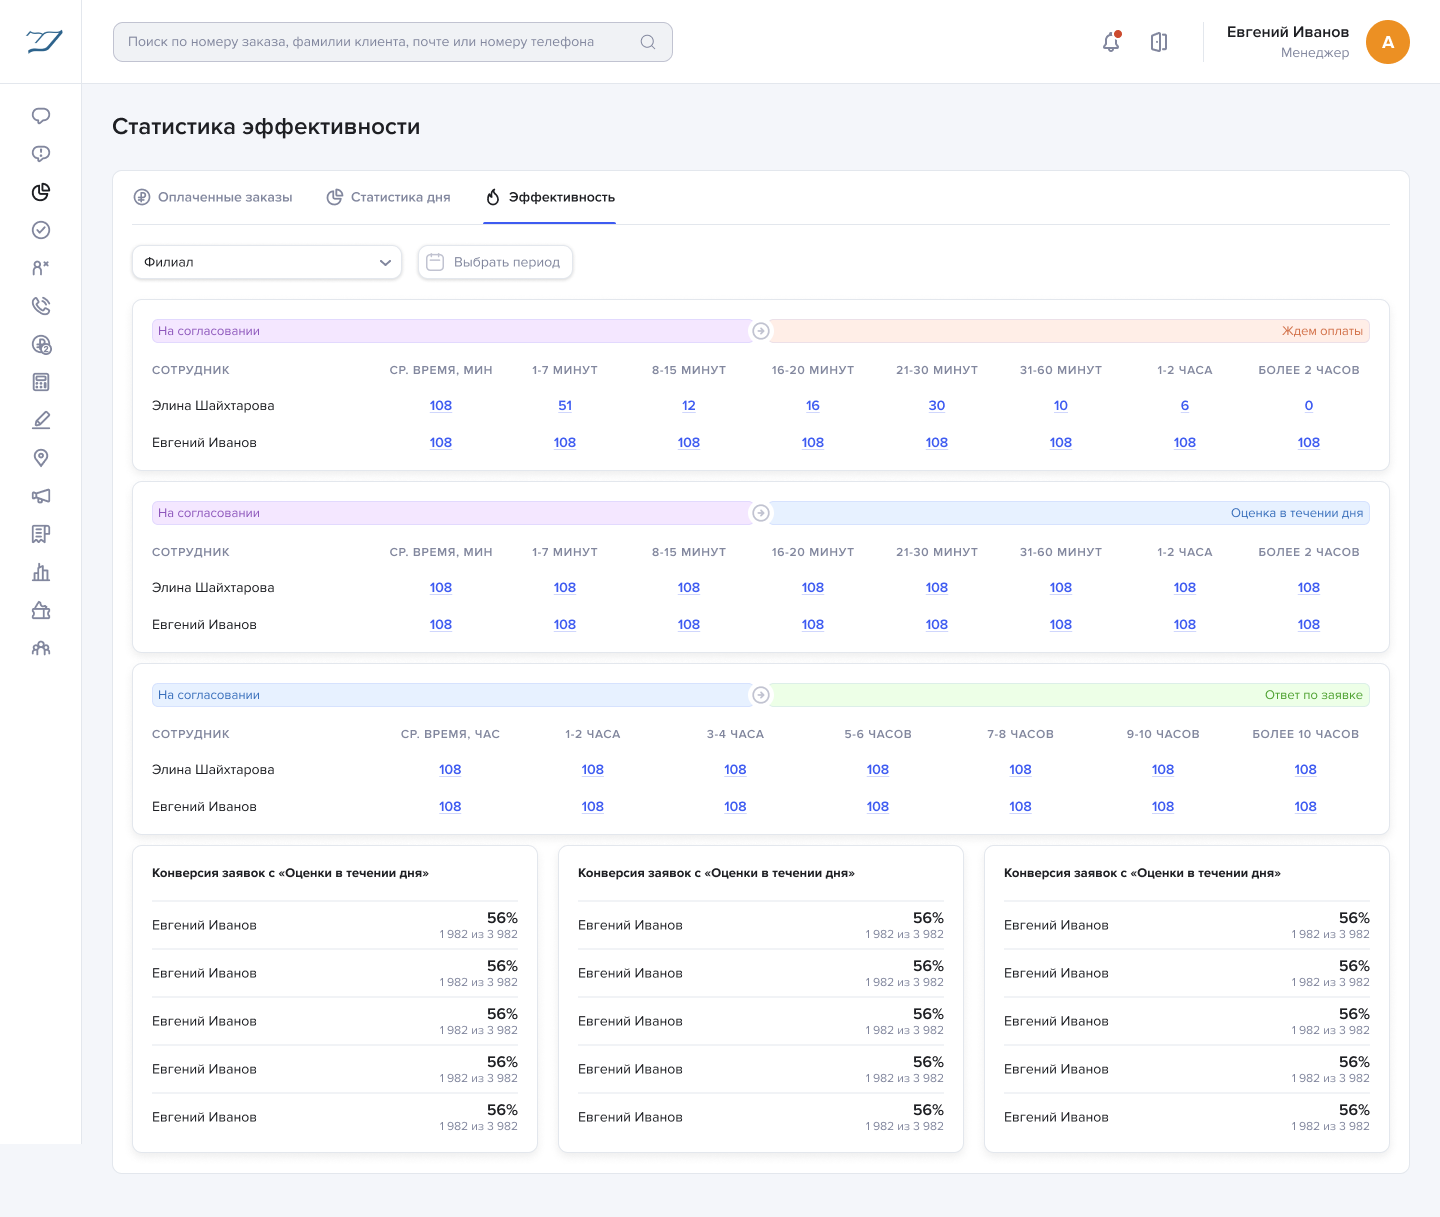 Поиск по номеру заказа, фамилии клиента, почте или номеру телефона
Евгений Иванов
Менеджер
А
Статистика эффективности
Оплаченные заказы
Статистика дня
Эффективность
Филиал
Выбрать период
На согласовании
Ждем оплаты
СОТРУДНИК СР. ВРЕМЯ, МИН 1-7 МИНУТ 8-15 МИНУТ 16-20 МИНУТ 21-30 МИНУТ 31-60 МИНУТ 1-2 ЧАСА БОЛЕЕ 2 ЧАСОВ
Элина Шайхтарова 108 51 12 16 30 10 6 0
Евгений Иванов 108 108 108 108 108 108 108 108
На согласовании
Оценка в течении дня
СОТРУДНИК СР. ВРЕМЯ, МИН 1-7 МИНУТ 8-15 МИНУТ 16-20 МИНУТ 21-30 МИНУТ 31-60 МИНУТ 1-2 ЧАСА БОЛЕЕ 2 ЧАСОВ
Элина Шайхтарова 108 108 108 108 108 108 108 108
Евгений Иванов 108 108 108 108 108 108 108 108
На согласовании
Ответ по заявке
СОТРУДНИК СР. ВРЕМЯ, ЧАС 1-2 ЧАСА 3-4 ЧАСА 5-6 ЧАСОВ 7-8 ЧАСОВ 9-10 ЧАСОВ БОЛЕЕ 10 ЧАСОВ
Элина Шайхтарова 108 108 108 108 108 108 108
Евгений Иванов 108 108 108 108 108 108 108
Конверсия заявок с «Оценки в течении дня»
Евгений Иванов 56%
1 982 из 3 982
Евгений Иванов 56%
1 982 из 3 982
Евгений Иванов 56%
1 982 из 3 982
Евгений Иванов 56%
1 982 из 3 982
Евгений Иванов 56%
1 982 из 3 982
Конверсия заявок с «Оценки в течении дня»
Евгений Иванов 56%
1 982 из 3 982
Евгений Иванов 56%
1 982 из 3 982
Евгений Иванов 56%
1 982 из 3 982
Евгений Иванов 56%
1 982 из 3 982
Евгений Иванов 56%
1 982 из 3 982
Конверсия заявок с «Оценки в течении дня»
Евгений Иванов 56%
1 982 из 3 982
Евгений Иванов 56%
1 982 из 3 982
Евгений Иванов 56%
1 982 из 3 982
Евгений Иванов 56%
1 982 из 3 982
Евгений Иванов 56%
1 982 из 3 982